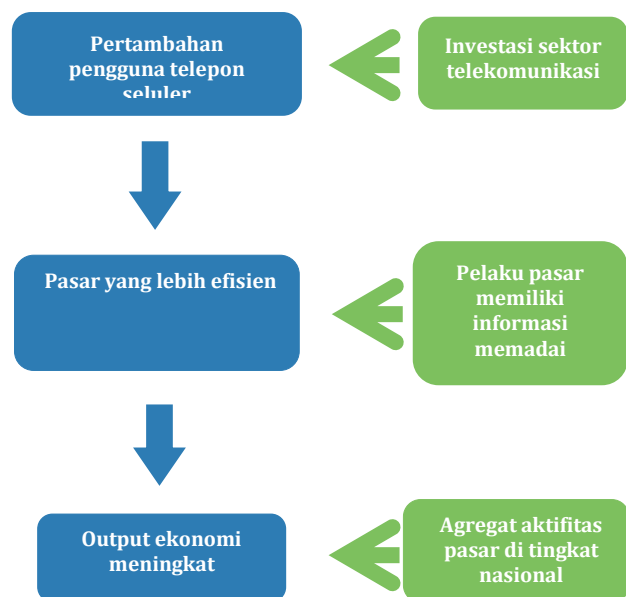 Pertambahan
pengguna telepon
seluler
Investasi sektor
telekomunikasi
Pasar yang lebih efisien
Pelaku pasar
memiliki
informasi
memadai
Output ekonomi
meningkat
Agregat aktifitas
pasar di tingkat
nasional